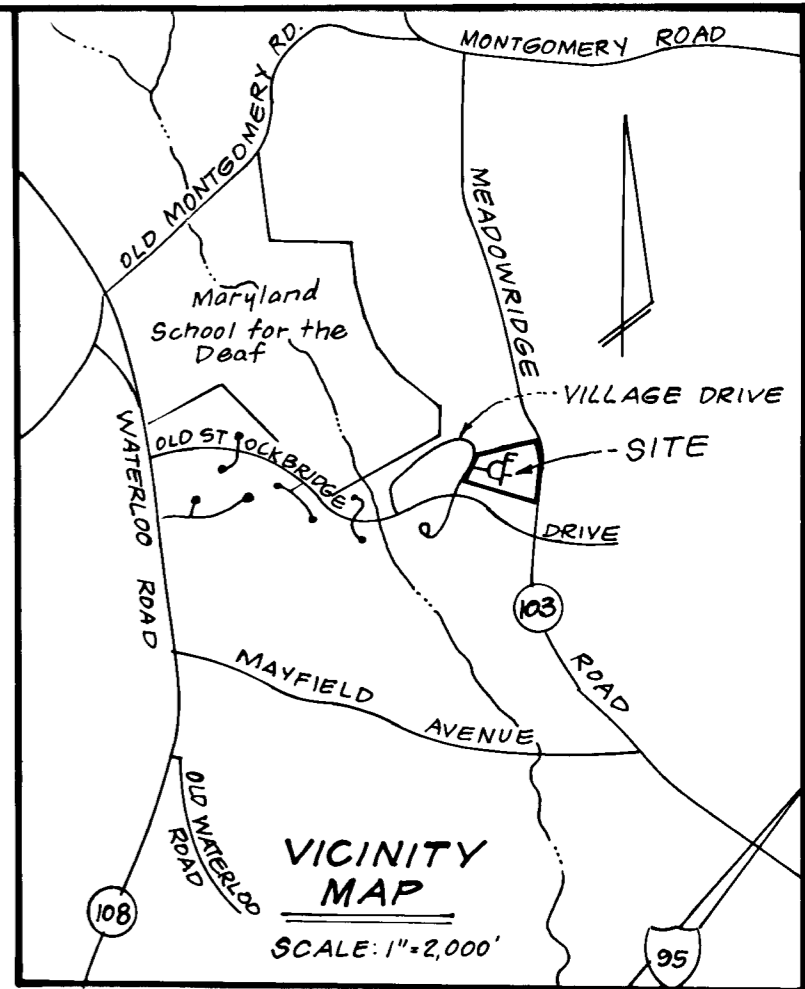 MONTGOMERY ROAD
OLD MONTGOMERY RD.
MEADOWRIDGE
Maryland
School for the
Deaf
VILLAGE DRIVE
SITE
OLD STOCKBRIDGE
DRIVE
WATERLOO ROAD
103
ROAD
MAYFIELD
AVENUE
OLD WATERLOO
ROAD
VICINITY
MAP
SCALE: 1"=2,000'
108
95